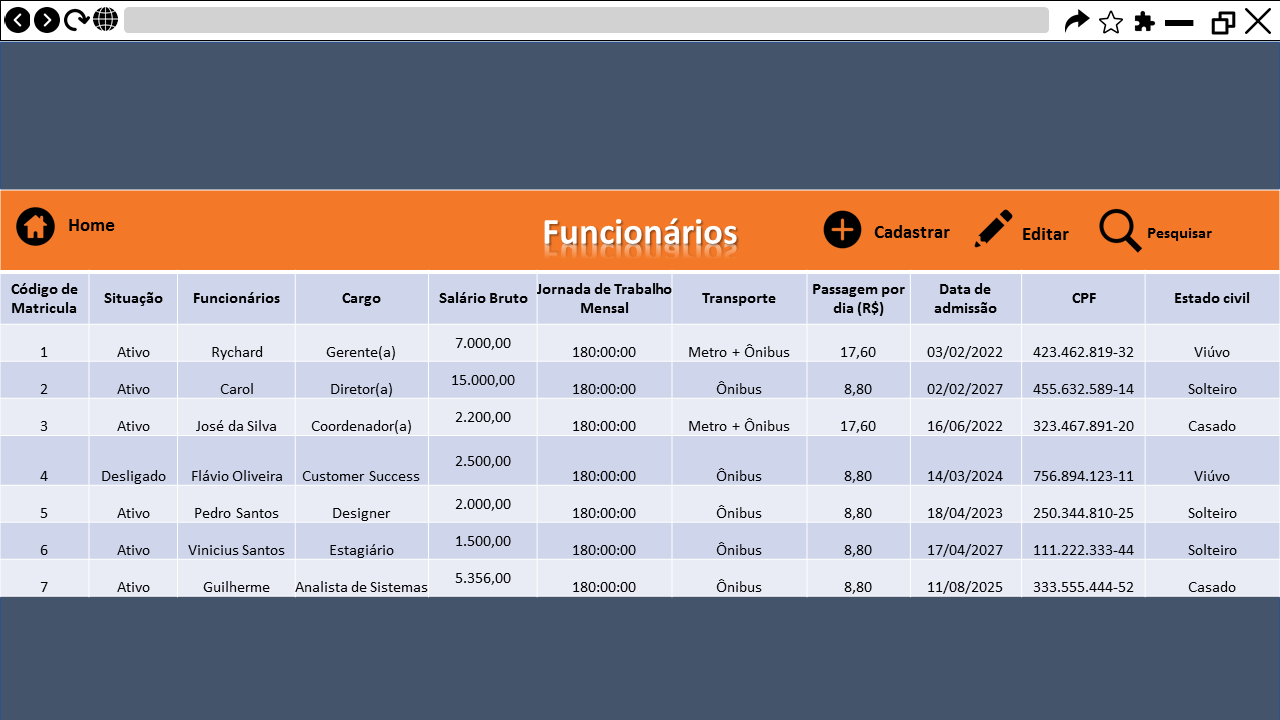 Home
Funcionários
Cadastrar
Editar
Pesquisar
Código de Matricula Situação Funcionários Cargo Salário Bruto Jornada de Trabalho Mensal Transporte Passagem por dia (R$) Data de admissão CPF Estado civil
1 Ativo Rychard Gerente(a) 7.000,00 180:00:00 Metro + Ônibus 17,60 03/02/2022 423.462.819-32 Viúvo
2 Ativo Carol Diretor(a) 15.000,00 180:00:00 Ônibus 8,80 02/02/2027 455.632.589-14 Solteiro
3 Ativo José da Silva Coordenador(a) 2.200,00 180:00:00 Metro + Ônibus 17,60 16/06/2022 323.467.891-20 Casado
4 Desligado Flávio Oliveira Customer Success 2.500,00 180:00:00 Ônibus 8,80 14/03/2024 756.894.123-11 Viúvo
5 Ativo Pedro Santos Designer 2.000,00 180:00:00 Ônibus 8,80 18/04/2023 250.344.810-25 Solteiro
6 Ativo Vinicius Santos Estagiário 1.500,00 180:00:00 Ônibus 8,80 17/04/2027 111.222.333-44 Solteiro
7 Ativo Guilherme Analista de Sistemas 5.356,00 180:00:00 Ônibus 8,80 11/08/2025 333.555.444-52 Casado